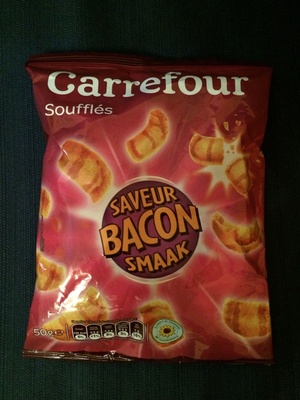 Carrefour
Soufflés
SAVEUR
BACON
SMAAK
50g e